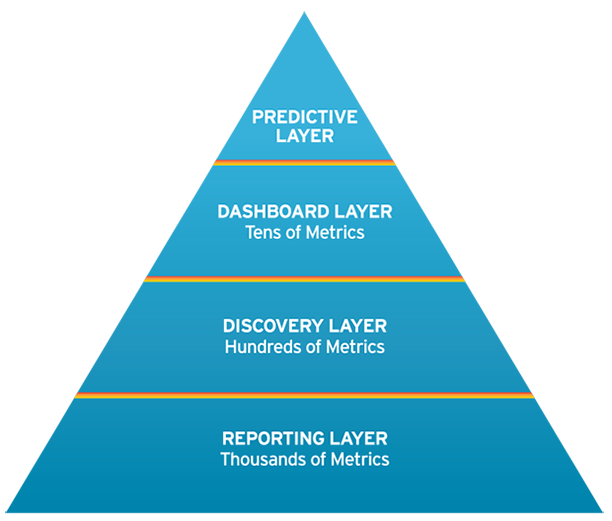 PREDICTIVE
LAYER
DASHBOARD LAYER
Tens of Metrics
DISCOVERY LAYER
Hundreds of Metrics
REPORTING LAYER
Thousands of Metrics